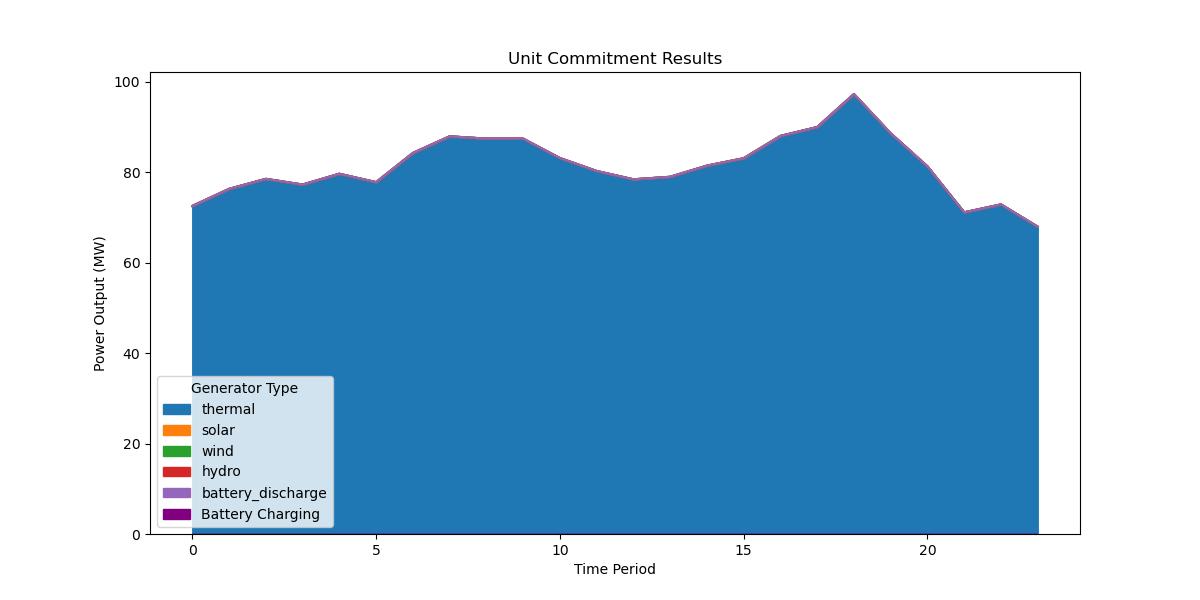 Unit Commitment Results
Power Output (MW)
100
80
60
40
20
0
Generator Type
thermal
solar
wind
hydro
battery_discharge
Battery Charging
0 5 10 15 20
Time Period